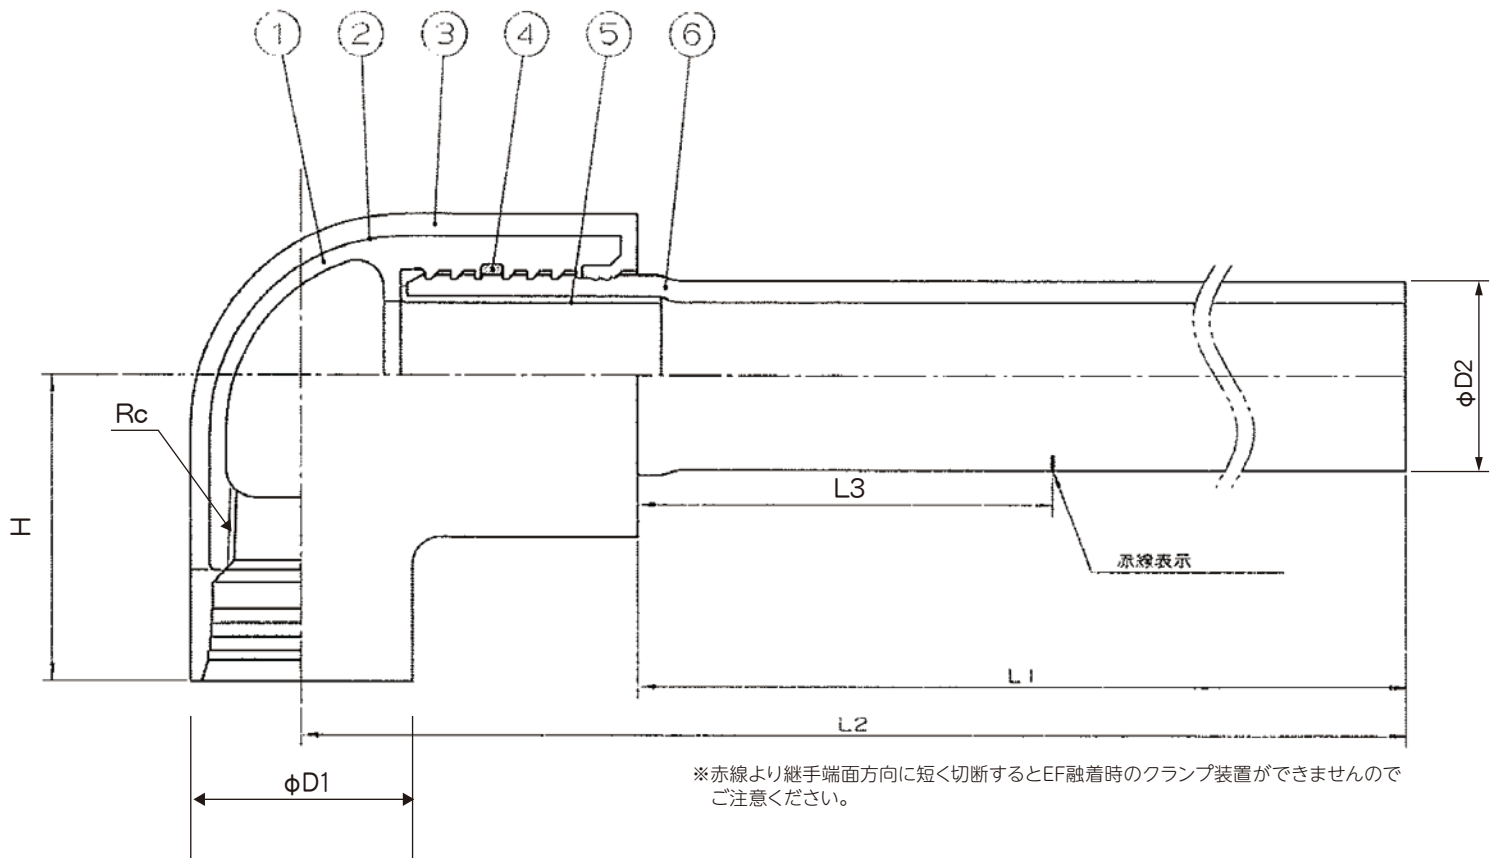 ① ② ③ ④ ⑤ ⑥
Rc
H
φD2
L3
赤線表示
L1
L2
φD1
※赤線より継手端面方向に短く切断するとEF融着時のクランプ装置ができませんので
ご注意ください。